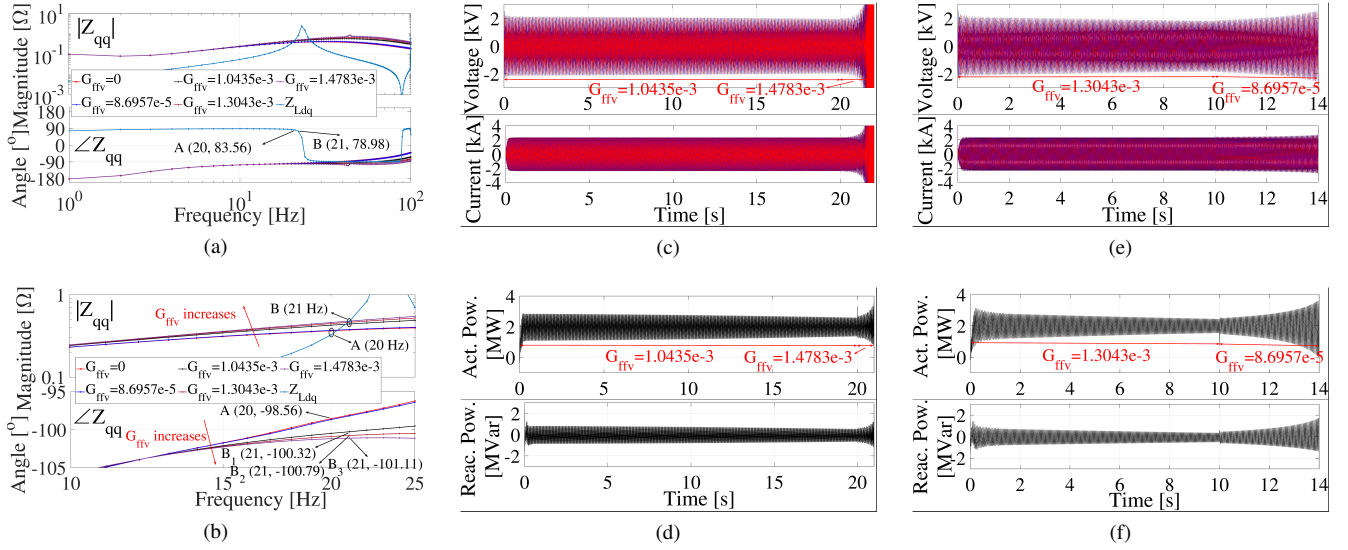 |Z_qq|
Magnitude [Ω]
10^1
10^0
10^-1
10^-3
G_ffv=0 G_ffv=1.0435e-3 G_ffv=1.4783e-3
G_ffv=8.6957e-5 G_ffv=1.3043e-3 Z_Ldq
Angle [°]
180
90
0
-90
-180
∠Z_qq
A (20, 83.56)
B (21, 78.98)
10^0 10^1 10^2
Frequency [Hz]
(a)
Voltage [kV]
2
0
-2
G_ffv=1.0435e-3 G_ffv=1.4783e-3
0 5 10 15 20
Current [kA]
4
2
0
-2
-4
0 5 10 15 20
Time [s]
(c)
Voltage [kV]
2
0
-2
G_ffv=1.3043e-3 G_ffv=8.6957e-5
0 2 4 6 8 10 12 14
Current [kA]
4
2
0
-2
-4
0 2 4 6 8 10 12 14
Time [s]
(e)
|Z_qq|
Magnitude [Ω]
1
0.1
G_ffv increases
B (21 Hz)
A (20 Hz)
G_ffv=0 G_ffv=1.0435e-3 G_ffv=1.4783e-3
G_ffv=8.6957e-5 G_ffv=1.3043e-3 Z_Ldq
Angle [°]
-95
-100
-105
∠Z_qq
A (20, -98.56)
G_ffv increases
B_1 (21, -100.32)
B_2 (21, -100.79)
B_3 (21, -101.11)
10 15 20 25
Frequency [Hz]
(b)
Act. Pow.
[MW]
4
2
0
G_ffv=1.0435e-3 G_ffv=1.4783e-3
0 5 10 15 20
Reac. Pow.
[MVar]
2
0
-2
0 5 10 15 20
Time [s]
(d)
Act. Pow.
[MW]
4
2
0
G_ffv=1.3043e-3 G_ffv=8.6957e-5
0 2 4 6 8 10 12 14
Reac. Pow.
[MVar]
2
0
-2
0 2 4 6 8 10 12 14
Time [s]
(f)